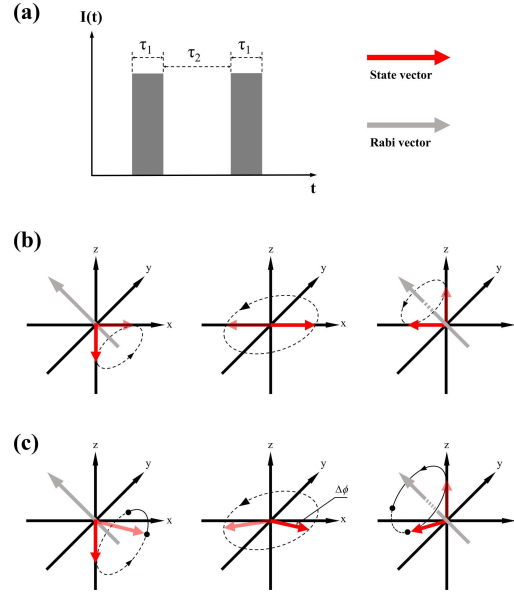 (a)
I(t)
τ1 τ2 τ1
t
State vector
Rabi vector
(b)
z y x
z y x
z y x
(c)
z y x
z y Δϕ x
z y x